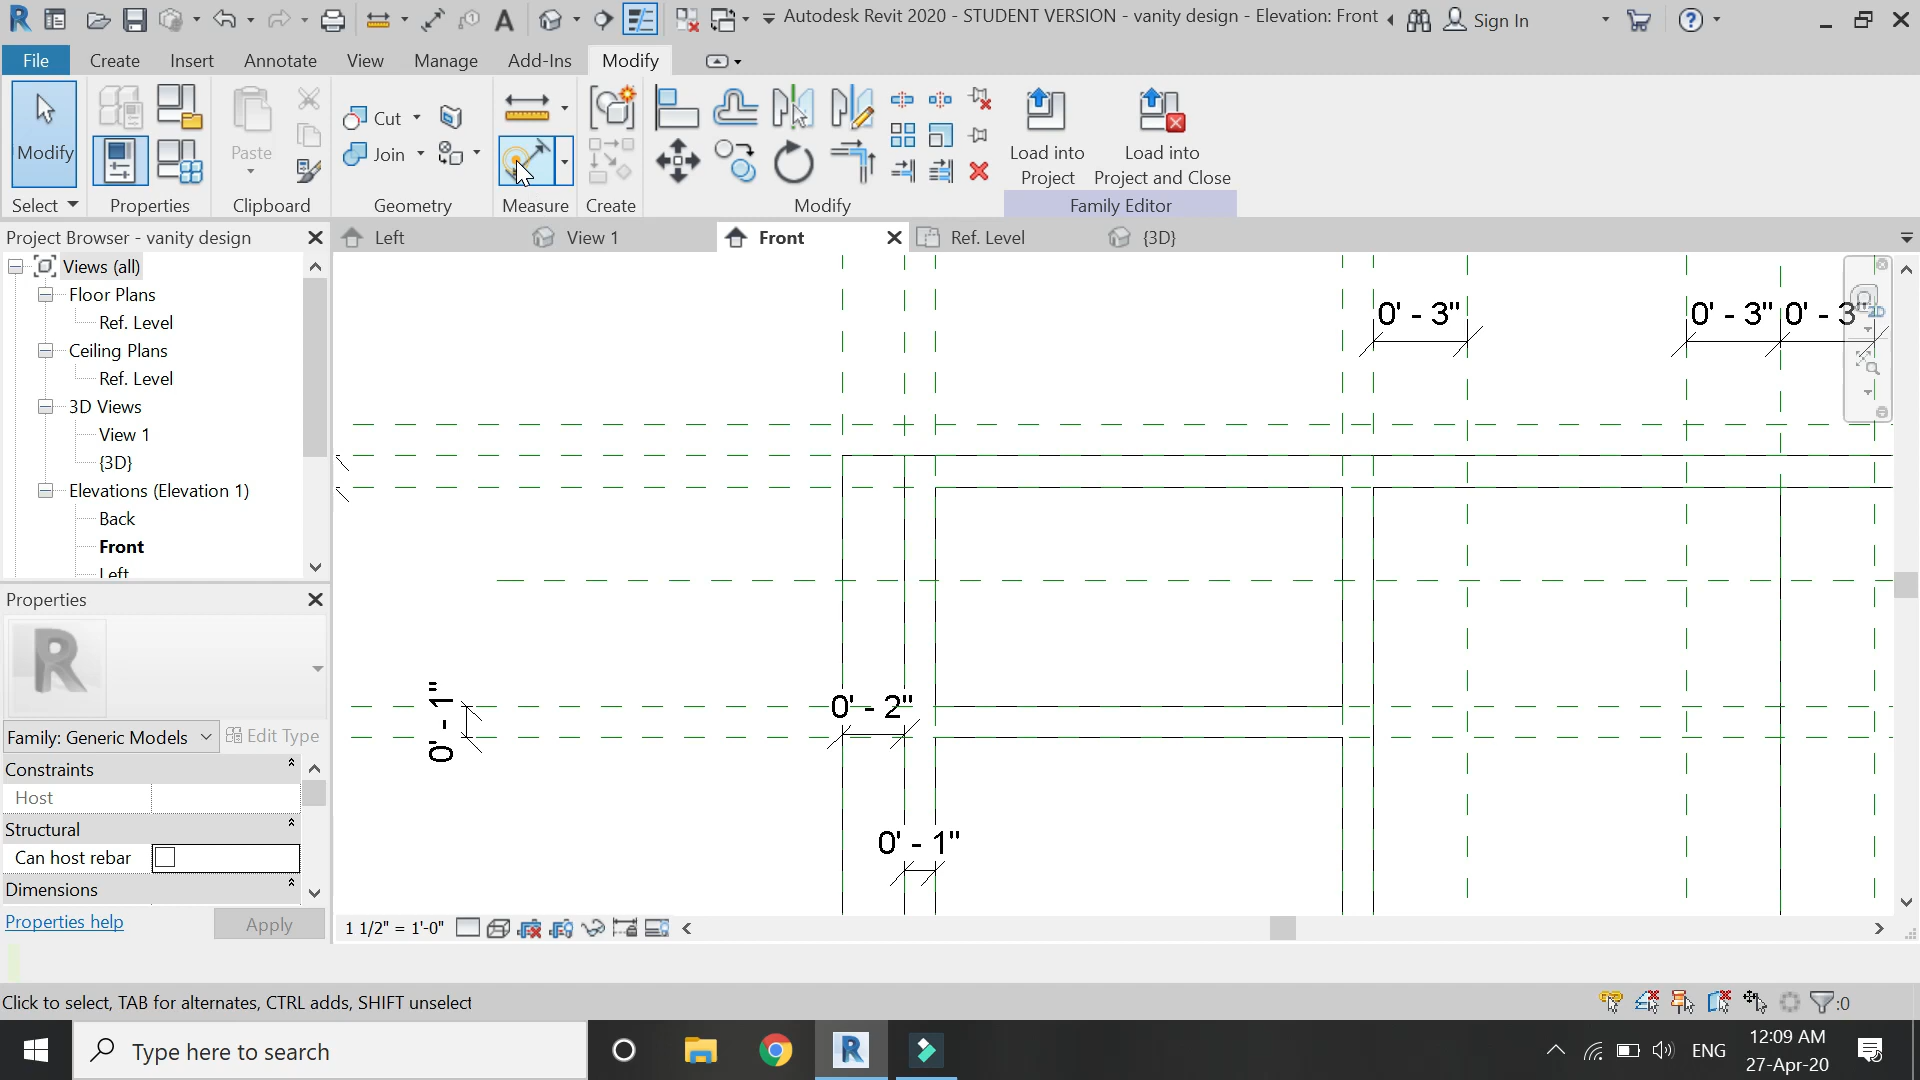 Autodesk Revit 2020 - STUDENT VERSION - vanity design - Elevation: Front
Sign In
File Create Insert Annotate View Manage Add-Ins Modify
Modify
Paste
Cut
Join
Load into Project
Load into Project and Close
Select Properties Clipboard Geometry Measure Create Modify Family Editor
Project Browser - vanity design
Left View 1 Front Ref. Level {3D}
Views (all)
Floor Plans
Ref. Level
Ceiling Plans
Ref. Level
3D Views
View 1
{3D}
Elevations (Elevation 1)
Back
Front
Left
Properties
R
Family: Generic Models
Edit Type
Constraints
Host
Structural
Can host rebar
Dimensions
Properties help
Apply
0' - 3"
0' - 3" 0' - 3"
2D
0' - 1"
0' - 2"
0' - 1"
1 1/2" = 1'-0"
Click to select, TAB for alternates, CTRL adds, SHIFT unselect
:0
Type here to search
ENG
12:09 AM
27-Apr-20